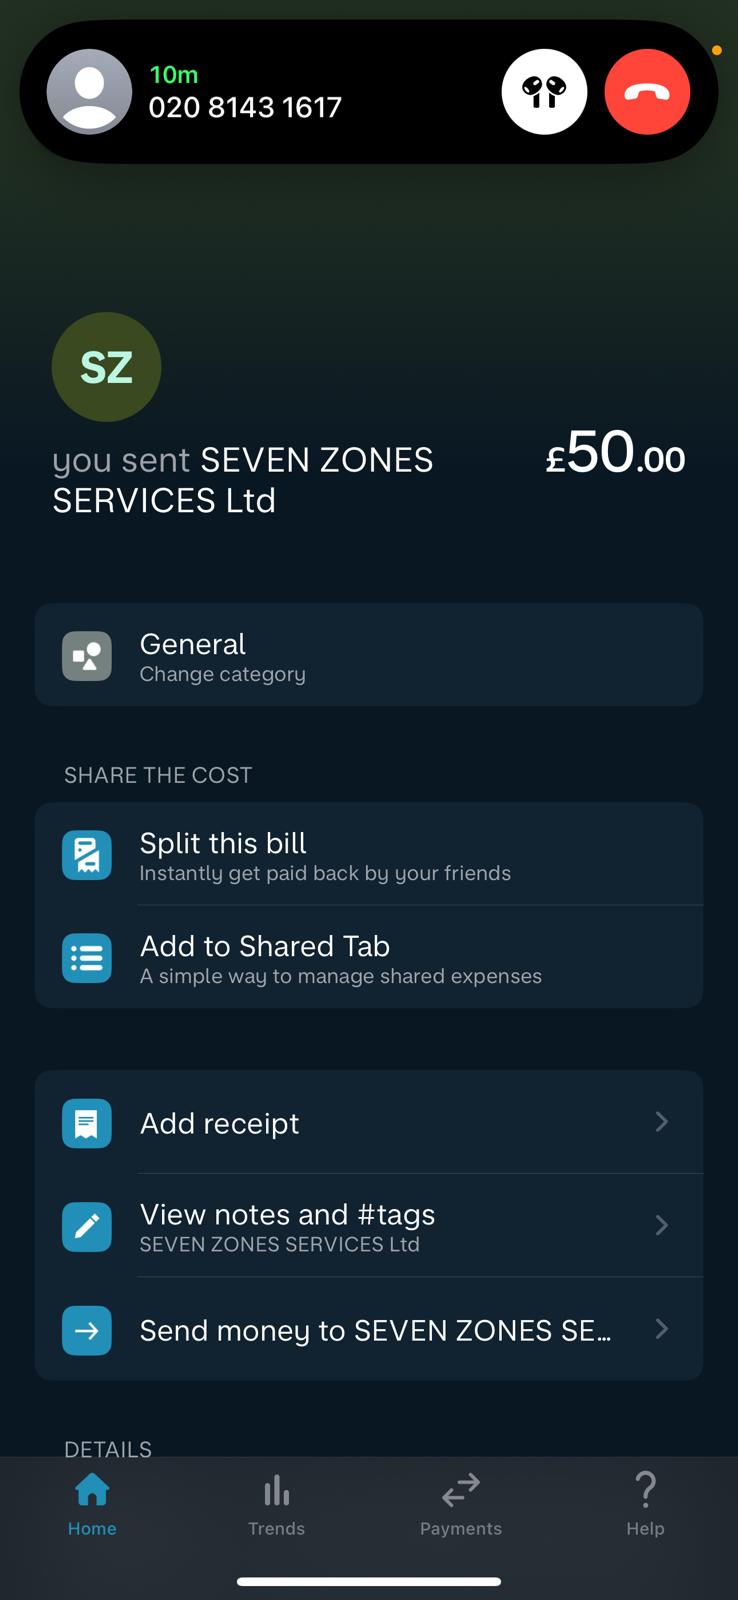 10m
020 8143 1617
SZ
you sent SEVEN ZONES
SERVICES Ltd
£50.00
General
Change category
SHARE THE COST
Split this bill
Instantly get paid back by your friends
Add to Shared Tab
A simple way to manage shared expenses
Add receipt
View notes and #tags
SEVEN ZONES SERVICES Ltd
Send money to SEVEN ZONES SE...
DETAILS
Home
Trends
Payments
Help